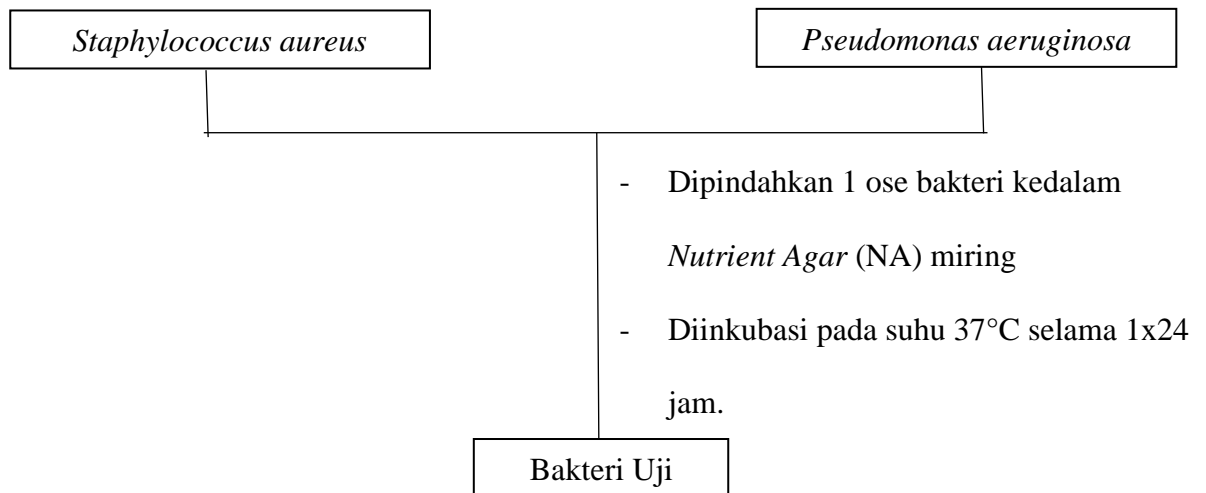 Staphylococcus aureus
Pseudomonas aeruginosa
- Dipindahkan 1 ose bakteri kedalam
Nutrient Agar (NA) miring
- Diinkubasi pada suhu 37°C selama 1x24
jam.
Bakteri Uji